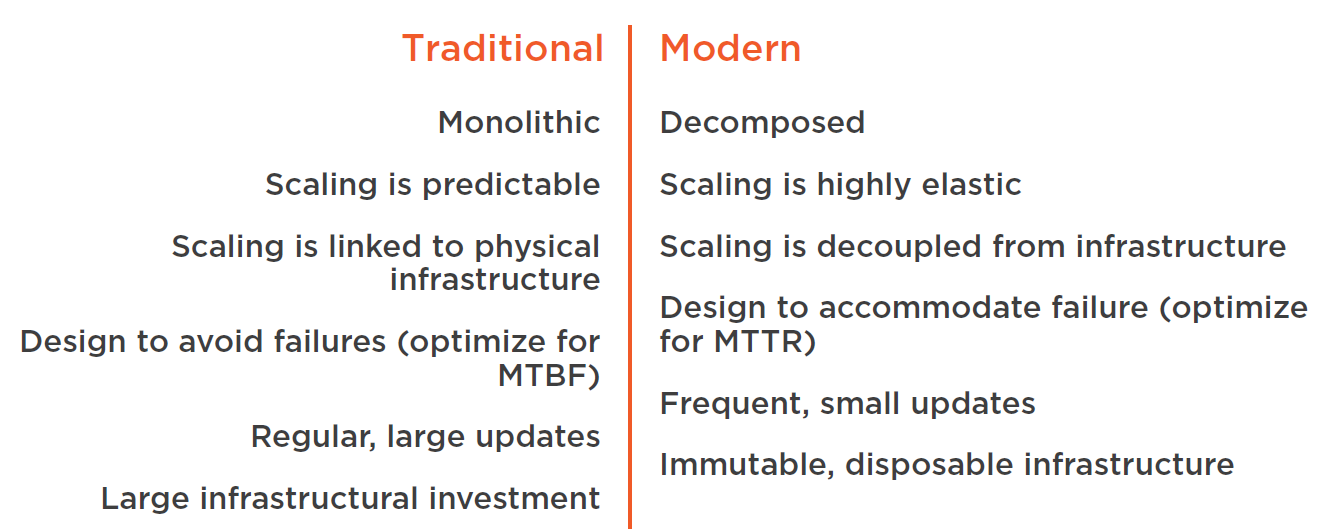 Traditional
Monolithic
Scaling is predictable
Scaling is linked to physical
infrastructure
Design to avoid failures (optimize for
MTBF)
Regular, large updates
Large infrastructural investment
Modern
Decomposed
Scaling is highly elastic
Scaling is decoupled from infrastructure
Design to accommodate failure (optimize
for MTTR)
Frequent, small updates
Immutable, disposable infrastructure